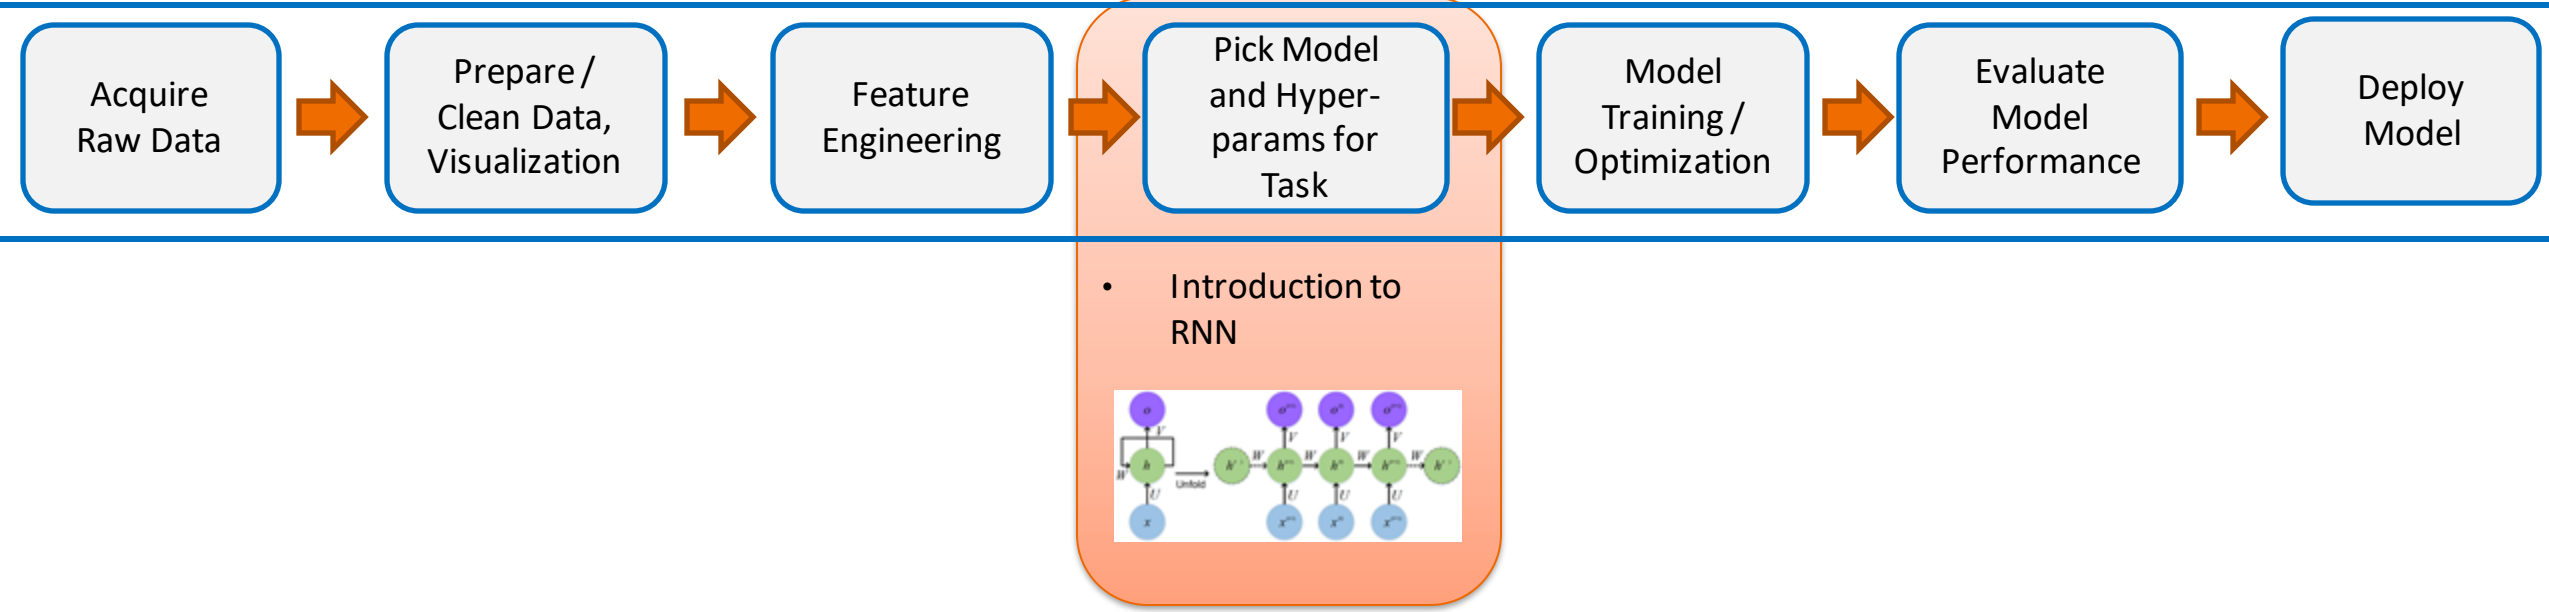 Acquire
Raw Data
Prepare /
Clean Data,
Visualization
Feature
Engineering
Pick Model
and Hyper-
params for
Task
Model
Training /
Optimization
Evaluate
Model
Performance
Deploy
Model
• Introduction to
RNN
o
V
h
W
U
x
Unfold
V V V
W W W W
U U U